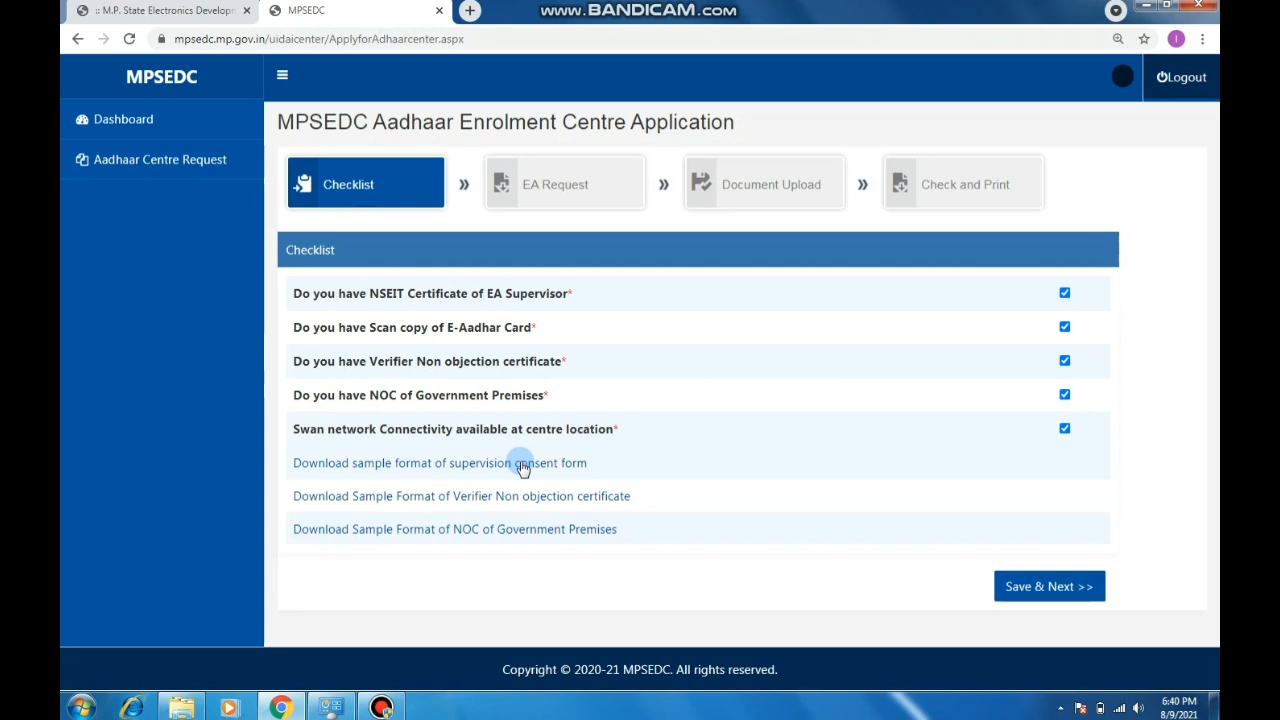 :: M.P. State Electronics Develop
MPSEDC
www.BANDICAM.com
mpsedc.mp.gov.in/uidaicenter/ApplyforAdhaarcenter.aspx
I
MPSEDC
Logout
Dashboard
Aadhaar Centre Request
MPSEDC Aadhaar Enrolment Centre Application
Checklist » EA Request » Document Upload » Check and Print
Checklist
Do you have NSEIT Certificate of EA Supervisor*
Do you have Scan copy of E-Aadhar Card*
Do you have Verifier Non objection certificate*
Do you have NOC of Government Premises*
Swan network Connectivity available at centre location*
Download sample format of supervision consent form
Download Sample Format of Verifier Non objection certificate
Download Sample Format of NOC of Government Premises
Save & Next >>
Copyright © 2020-21 MPSEDC. All rights reserved.
6:40 PM
8/9/2021